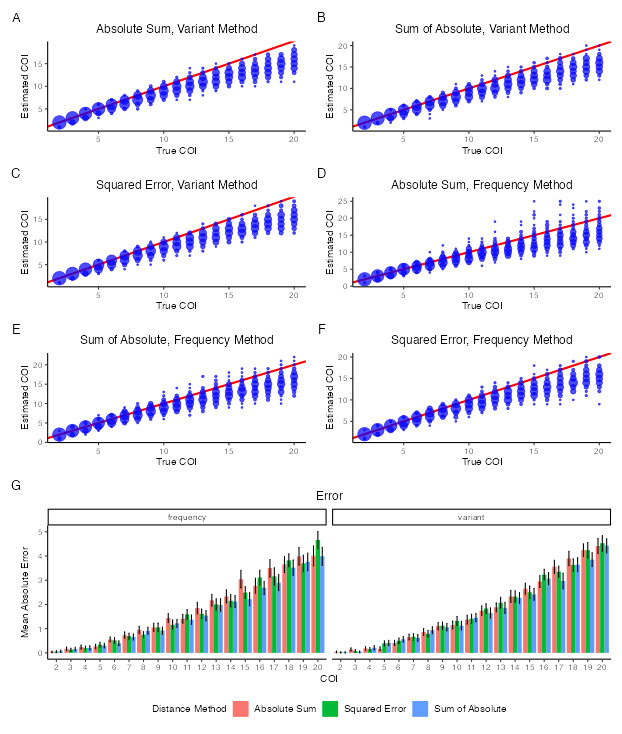 A
Absolute Sum, Variant Method
Estimated COI
15
10
5
5
10
15
20
True COI
B
Sum of Absolute, Variant Method
Estimated COI
20
15
10
5
5
10
15
20
True COI
C
Squared Error, Variant Method
Estimated COI
15
10
5
5
10
15
20
True COI
D
Absolute Sum, Frequency Method
Estimated COI
25
20
15
10
5
0
5
10
15
20
True COI
E
Sum of Absolute, Frequency Method
Estimated COI
20
15
10
5
0
5
10
15
20
True COI
F
Squared Error, Frequency Method
Estimated COI
20
15
10
5
5
10
15
20
True COI
G
Error
frequency
variant
Mean Absolute Error
5
4
3
2
1
0
2 3 4 5 6 7 8 9 10 11 12 13 14 15 16 17 18 19 20
2 3 4 5 6 7 8 9 10 11 12 13 14 15 16 17 18 19 20
COI
Distance Method Absolute Sum Squared Error Sum of Absolute